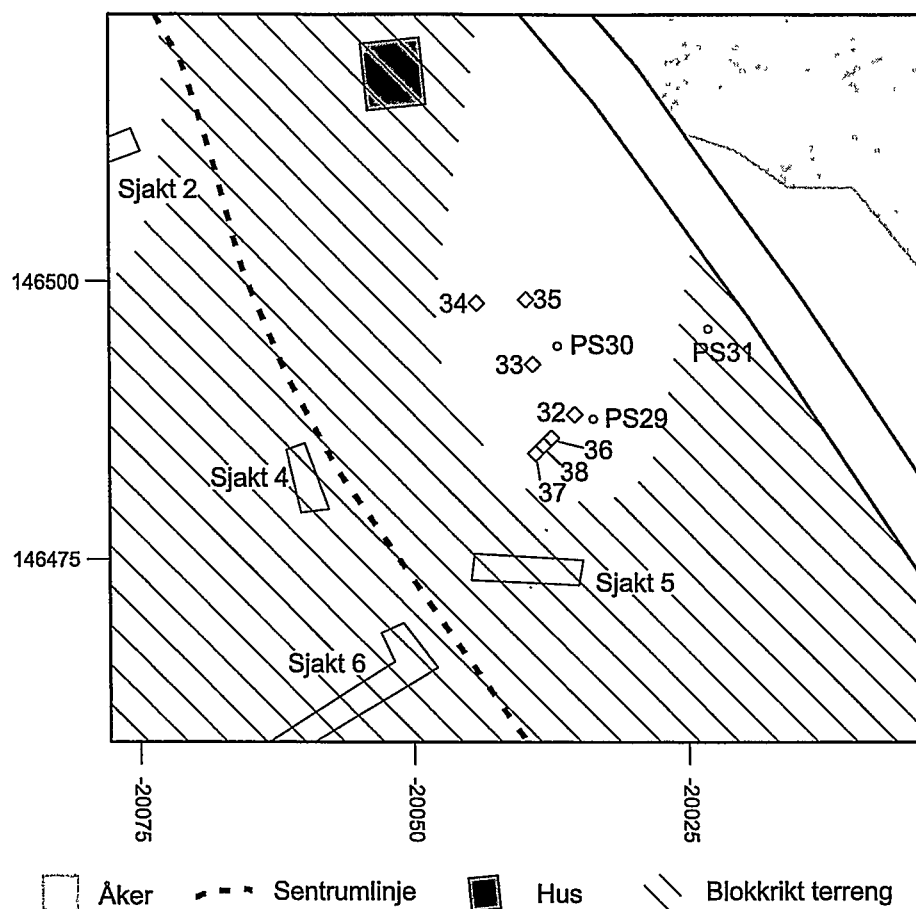 Sjakt 2
146500
34
35
PS30
PS31
33
32
PS29
36
Sjakt 4
38
37
146475
Sjakt 5
Sjakt 6
-20075
-20050
-20025
Åker
Sentrumlinje
Hus
Blokkrikt terreng